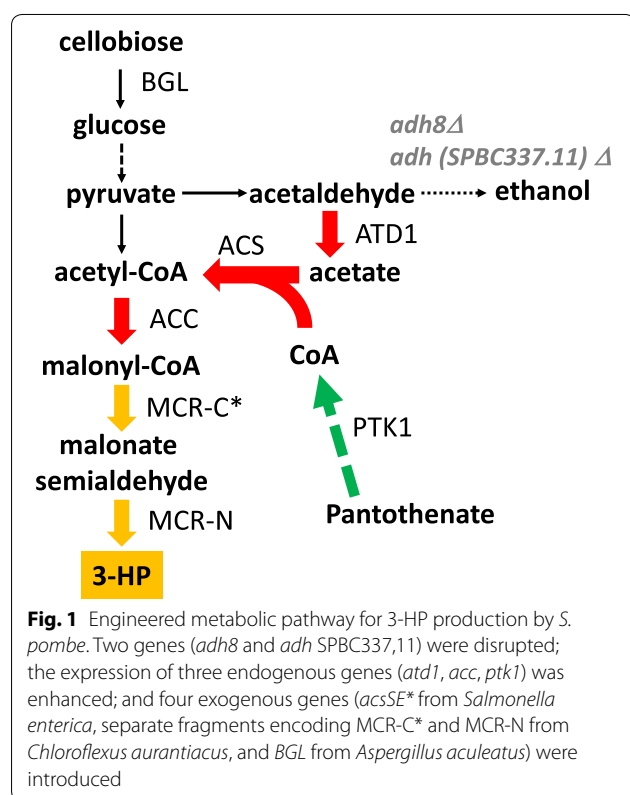 cellobiose
BGL
glucose
adh8Δ
adh (SPBC337.11) Δ
pyruvate
acetaldehyde
ethanol
ATD1
ACS
acetyl-CoA
acetate
ACC
CoA
malonyl-CoA
MCR-C*
PTK1
malonate
semialdehyde
Pantothenate
MCR-N
3-HP
Fig. 1 Engineered metabolic pathway for 3-HP production by S.
pombe. Two genes (adh8 and adh SPBC337,11) were disrupted;
the expression of three endogenous genes (atd1, acc, ptk1) was
enhanced; and four exogenous genes (acsSE* from Salmonella
enterica, separate fragments encoding MCR-C* and MCR-N from
Chloroflexus aurantiacus, and BGL from Aspergillus aculeatus) were
introduced